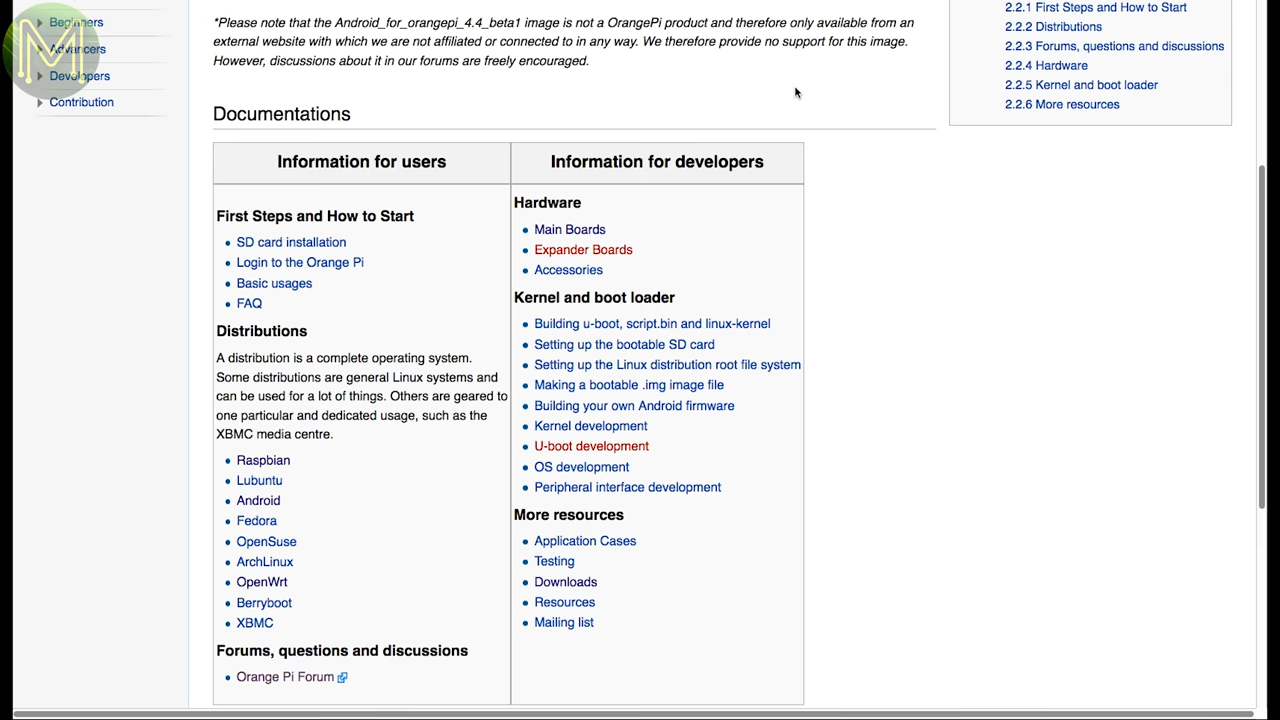 Beginners
Advancers
Developers
Contribution
*Please note that the Android_for_orangepi_4.4_beta1 image is not a OrangePi product and therefore only available from an
external website with which we are not affiliated or connected to in any way. We therefore provide no support for this image.
However, discussions about it in our forums are freely encouraged.
2.2.1 First Steps and How to Start
2.2.2 Distributions
2.2.3 Forums, questions and discussions
2.2.4 Hardware
2.2.5 Kernel and boot loader
2.2.6 More resources
Documentations
Information for users
First Steps and How to Start
SD card installation
Login to the Orange Pi
Basic usages
FAQ
Distributions
A distribution is a complete operating system.
Some distributions are general Linux systems and
can be used for a lot of things. Others are geared to
one particular and dedicated usage, such as the
XBMC media centre.
Raspbian
Lubuntu
Android
Fedora
OpenSuse
ArchLinux
OpenWrt
Berryboot
XBMC
Forums, questions and discussions
Orange Pi Forum
Information for developers
Hardware
Main Boards
Expander Boards
Accessories
Kernel and boot loader
Building u-boot, script.bin and linux-kernel
Setting up the bootable SD card
Setting up the Linux distribution root file system
Making a bootable .img image file
Building your own Android firmware
Kernel development
U-boot development
OS development
Peripheral interface development
More resources
Application Cases
Testing
Downloads
Resources
Mailing list